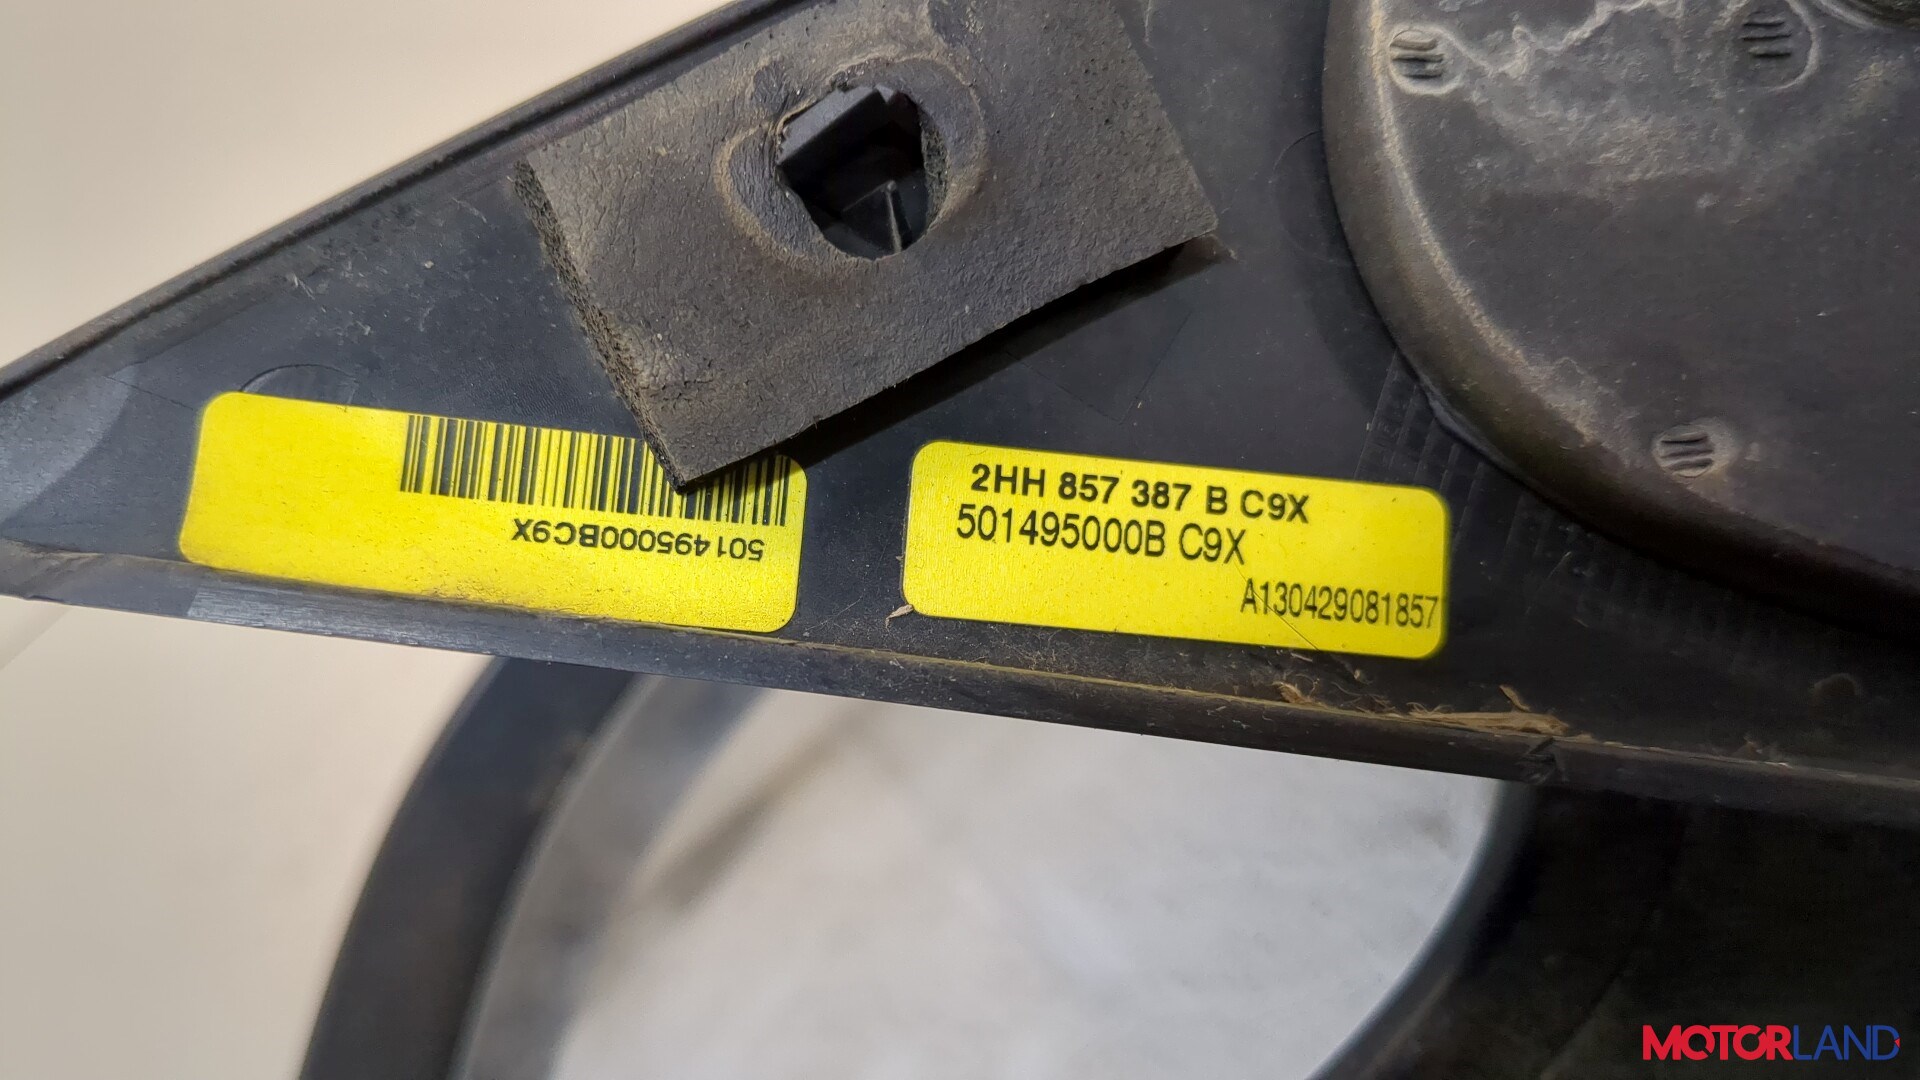 501495000BC9X
2HH 857 387 B C9X
501495000B C9X
A130429081857
MOTORLAND